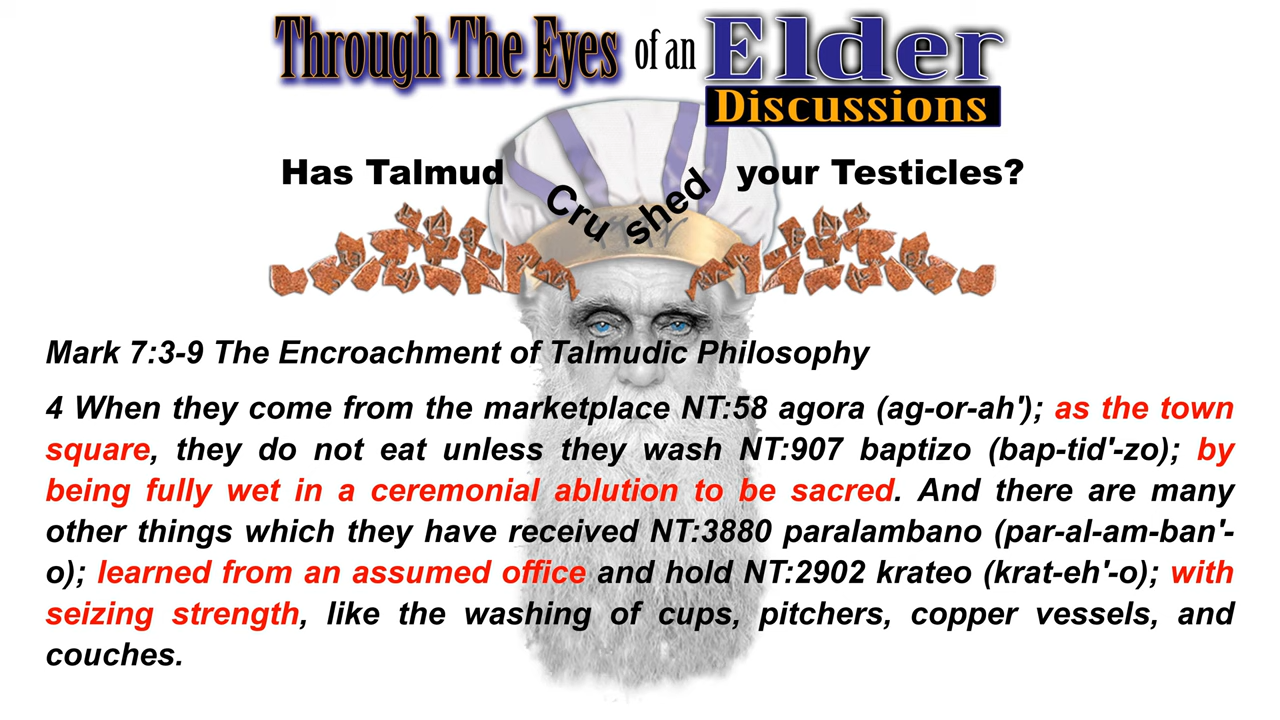 Through The Eyes of an Elder
Discussions
Has Talmud Crushed your Testicles?
Mark 7:3-9 The Encroachment of Talmudic Philosophy
4 When they come from the marketplace NT:58 agora (ag-or-ah'); as the town
square, they do not eat unless they wash NT:907 baptizo (bap-tid'-zo); by
being fully wet in a ceremonial ablution to be sacred. And there are many
other things which they have received NT:3880 paralambano (par-al-am-ban'-
o); learned from an assumed office and hold NT:2902 krateo (krat-eh'-o); with
seizing strength, like the washing of cups, pitchers, copper vessels, and
couches.